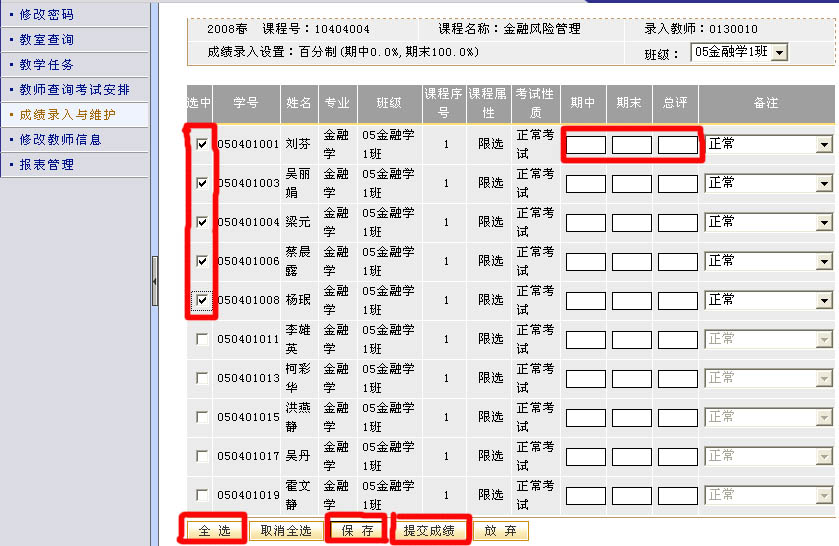 修改密码
教室查询
教学任务
教师查询考试安排
成绩录入与维护
修改教师信息
报表管理
2008春 课程号：10404004 课程名称：金融风险管理 录入教师：0130010
成绩录入设置：百分制(期中0.0%,期末100.0%) 班级： 05金融学1班
选中 学号 姓名 专业 班级 课程序号 课程属性 考试性质 期中 期末 总评 备注
050401001 刘芬 金融学 05金融学1班 1 限选 正常考试 正常
050401003 吴丽娟 金融学 05金融学1班 1 限选 正常考试 正常
050401004 梁元 金融学 05金融学1班 1 限选 正常考试 正常
050401006 蔡晨露 金融学 05金融学1班 1 限选 正常考试 正常
050401008 杨珉 金融学 05金融学1班 1 限选 正常考试 正常
050401011 李雄英 金融学 05金融学1班 1 限选 正常考试 正常
050401013 柯彩华 金融学 05金融学1班 1 限选 正常考试 正常
050401015 洪燕静 金融学 05金融学1班 1 限选 正常考试 正常
050401017 吴丹 金融学 05金融学1班 1 限选 正常考试 正常
050401019 霍文静 金融学 05金融学1班 1 限选 正常考试 正常
全 选 取消全选 保 存 提交成绩 放 弃